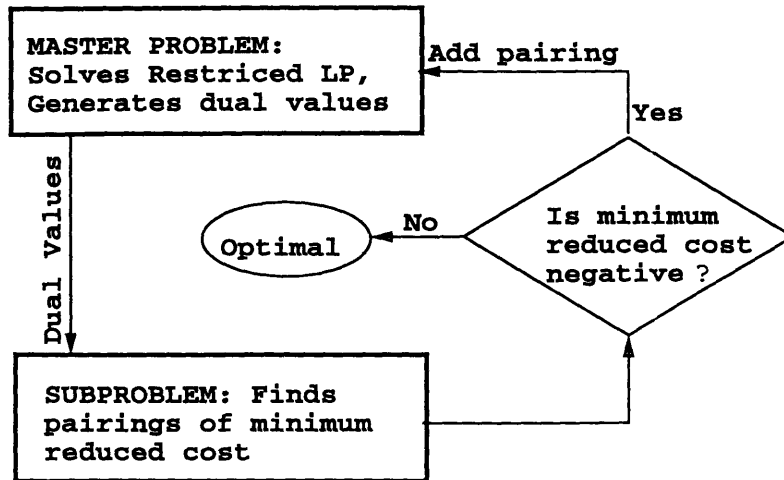 MASTER PROBLEM:
Solves Restriced LP,
Generates dual values
Add pairing
Yes
Dual Values
No
Optimal
Is minimum
reduced cost
negative ?
SUBPROBLEM: Finds
pairings of minimum
reduced cost